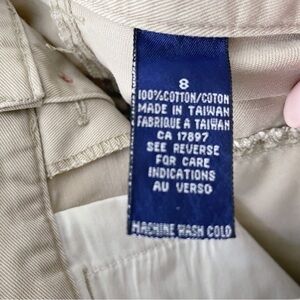 8
100%COTTON/COTON
MADE IN TAIWAN
FABRIQUE A TAIWAN
CA 17897
SEE REVERSE
FOR CARE
INDICATIONS
AU VERSO
MACHINE WASH COLD